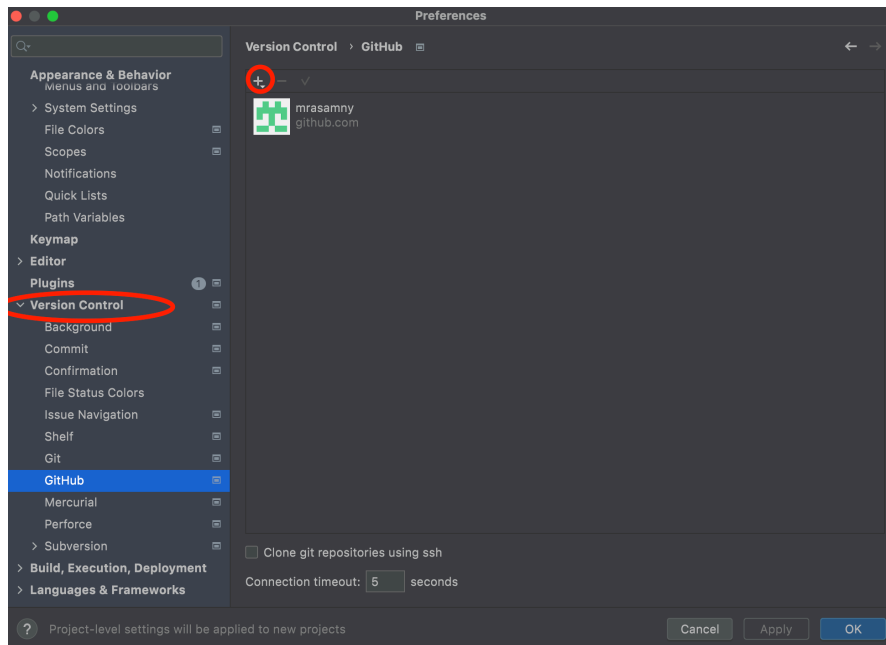 Preferences
Appearance & Behavior
Menus and Toolbars
System Settings
File Colors
Scopes
Notifications
Quick Lists
Path Variables
Keymap
Editor
Plugins 1
Version Control
Background
Commit
Confirmation
File Status Colors
Issue Navigation
Shelf
Git
GitHub
Mercurial
Perforce
Subversion
Build, Execution, Deployment
Languages & Frameworks
Version Control › GitHub
mrasamny
github.com
Clone git repositories using ssh
Connection timeout: 5 seconds
? Project-level settings will be applied to new projects
Cancel Apply OK